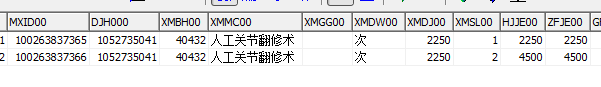 MXID00 DJH000 XMBH00 XMMC00 XMGG00 XMDW00 XMDJ00 XMSL00 HJJE00 ZFJE00
1 100263837365 1052735041 40432 人工关节翻修术 次 2250 1 2250 2250
2 100263837366 1052735041 40432 人工关节翻修术 次 2250 2 4500 4500